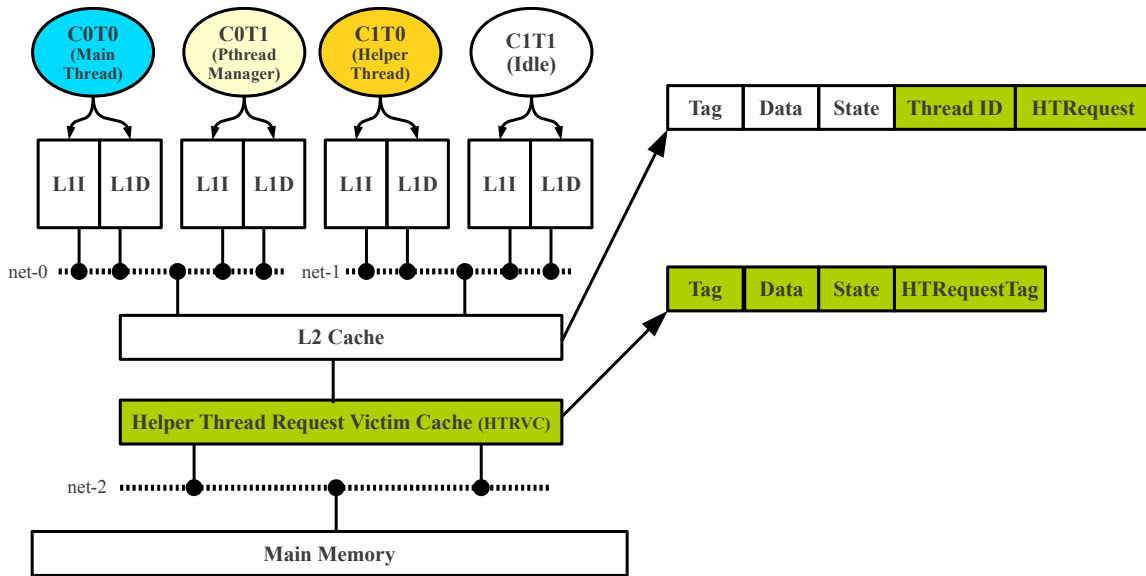 C0T0
(Main
Thread)
C0T1
(Pthread
Manager)
C1T0
(Helper
Thread)
C1T1
(Idle)
Tag Data State Thread ID HTRequest
L1I L1D L1I L1D L1I L1D L1I L1D
net-0 net-1
Tag Data State HTRequestTag
L2 Cache
Helper Thread Request Victim Cache (HTRVC)
net-2
Main Memory